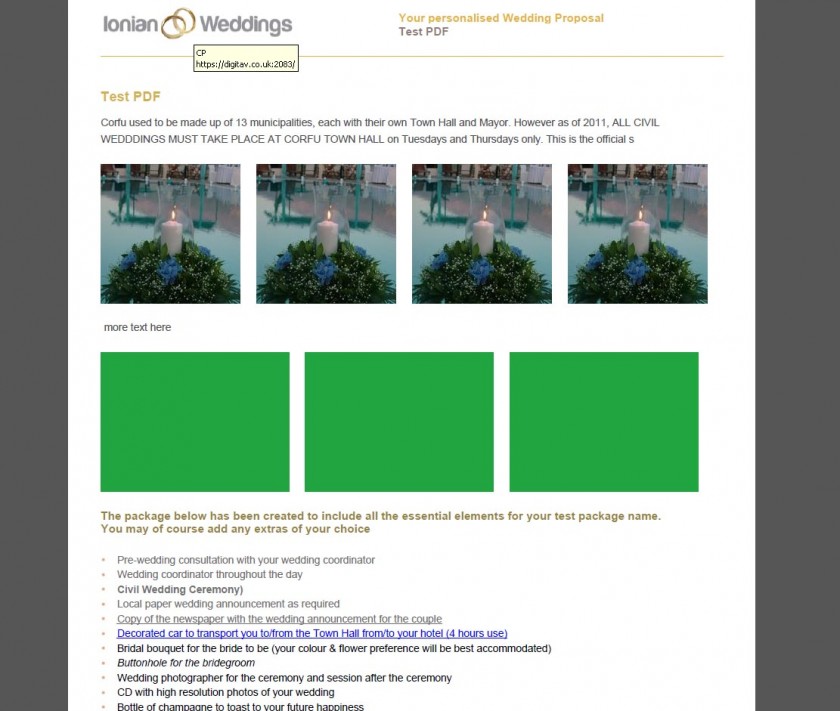 Ionian Weddings
Your personalised Wedding Proposal
Test PDF
CP
https://digitav.co.uk:2083/
Test PDF
Corfu used to be made up of 13 municipalities, each with their own Town Hall and Mayor. However as of 2011, ALL CIVIL
WEDDDINGS MUST TAKE PLACE AT CORFU TOWN HALL on Tuesdays and Thursdays only. This is the official s
more text here
The package below has been created to include all the essential elements for your test package name.
You may of course add any extras of your choice
• Pre-wedding consultation with your wedding coordinator
• Wedding coordinator throughout the day
• Civil Wedding Ceremony)
• Local paper wedding announcement as required
• Copy of the newspaper with the wedding announcement for the couple
• Decorated car to transport you to/from the Town Hall from/to your hotel (4 hours use)
• Bridal bouquet for the bride to be (your colour & flower preference will be best accommodated)
• Buttonhole for the bridegroom
• Wedding photographer for the ceremony and session after the ceremony
• CD with high resolution photos of your wedding
• Bottle of champagne to toast to your future happiness